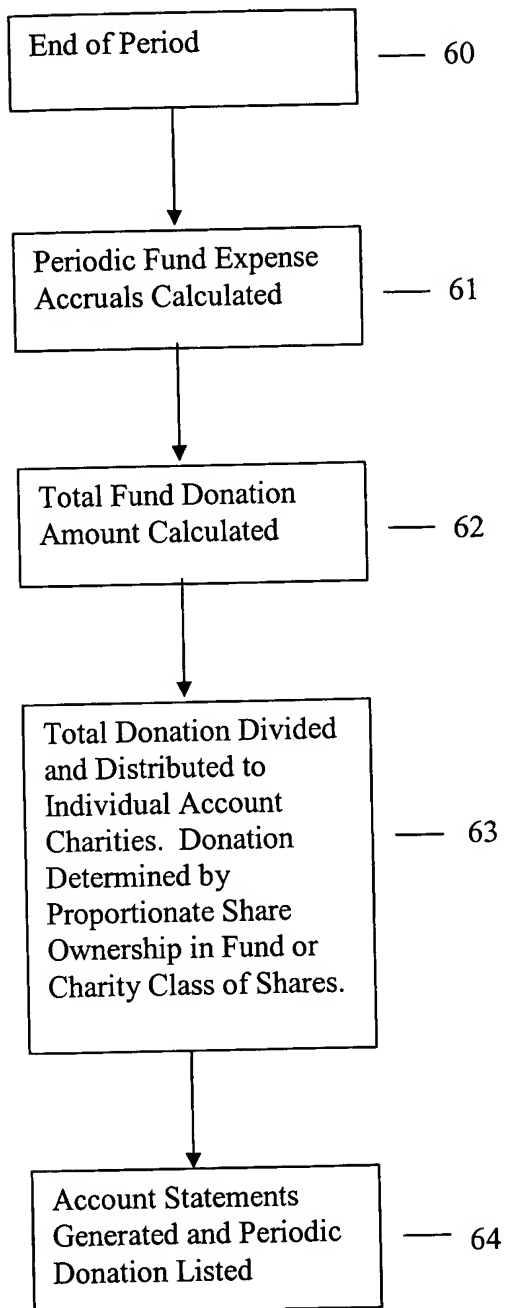 End of Period
— 60
Periodic Fund Expense
Accruals Calculated
— 61
Total Fund Donation
Amount Calculated
— 62
Total Donation Divided
and Distributed to
Individual Account
Charities. Donation
Determined by
Proportionate Share
Ownership in Fund or
Charity Class of Shares.
— 63
Account Statements
Generated and Periodic
Donation Listed
— 64